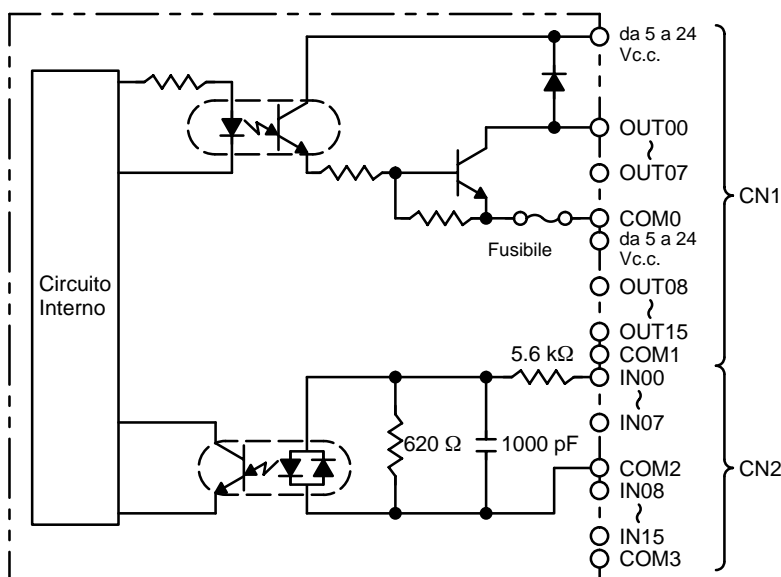 da 5 a 24
Vc.c.
OUT00
~
OUT07
CN1
COM0
da 5 a 24
Vc.c.
Fusibile
Circuito
Interno
OUT08
~
OUT15
5.6 kΩ
COM1
IN00
~
IN07
620 Ω
1000 pF
COM2
CN2
IN08
~
IN15
COM3